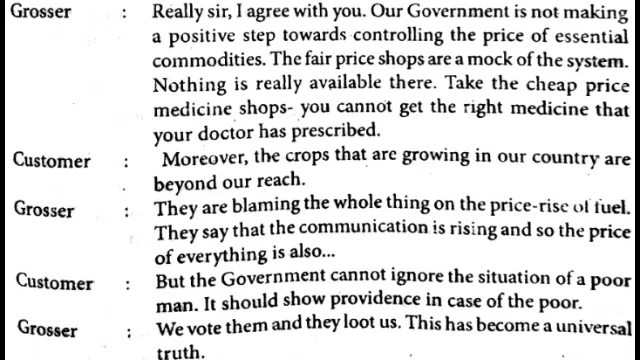 Grosser : Really sir, I agree with you. Our Government is not making
a positive step towards controlling the price of essential
commodities. The fair price shops are a mock of the system.
Nothing is really available there. Take the cheap price
medicine shops- you cannot get the right medicine that
your doctor has prescribed.
Customer : Moreover, the crops that are growing in our country are
beyond our reach.
Grosser : They are blaming the whole thing on the price-rise of fuel.
They say that the communication is rising and so the price
of everything is also...
Customer : But the Government cannot ignore the situation of a poor
man. It should show providence in case of the poor.
Grosser : We vote them and they loot us. This has become a universal
truth.